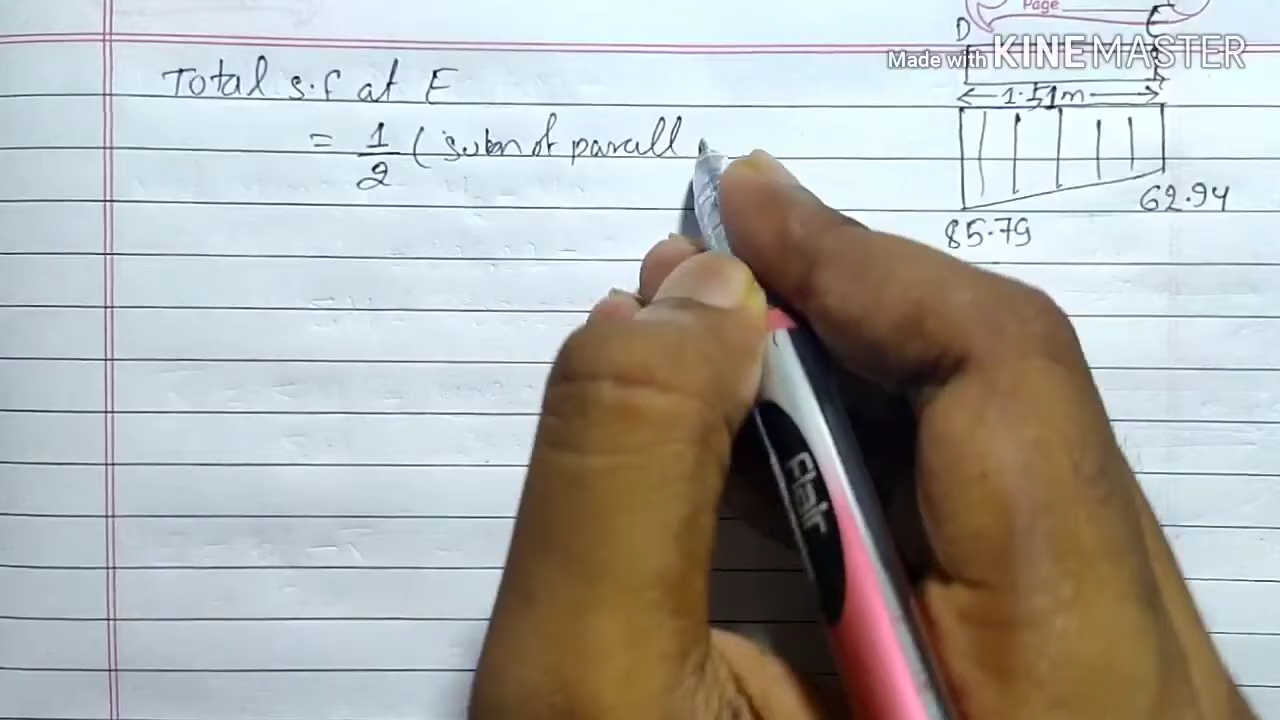 Page
D E
Made with KINEMASTER
Total S.F at E
1.51m
= 1/2 ( sum of parall
62.94
85.79
Flair